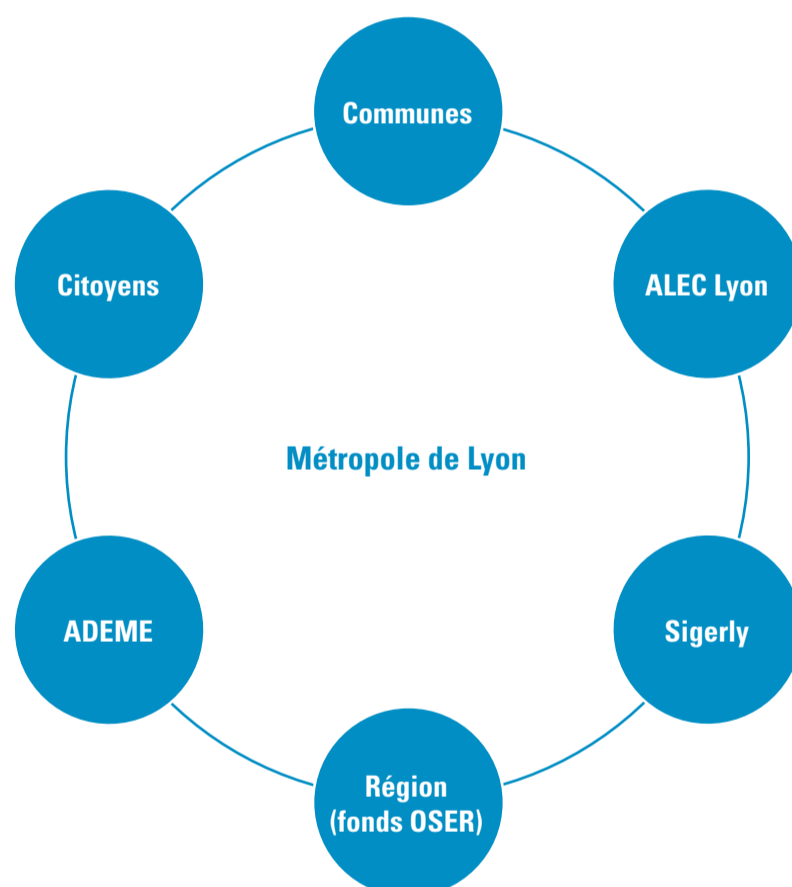 Communes
Citoyens
ALEC Lyon
Métropole de Lyon
ADEME
Sigerly
Région
(fonds OSER)